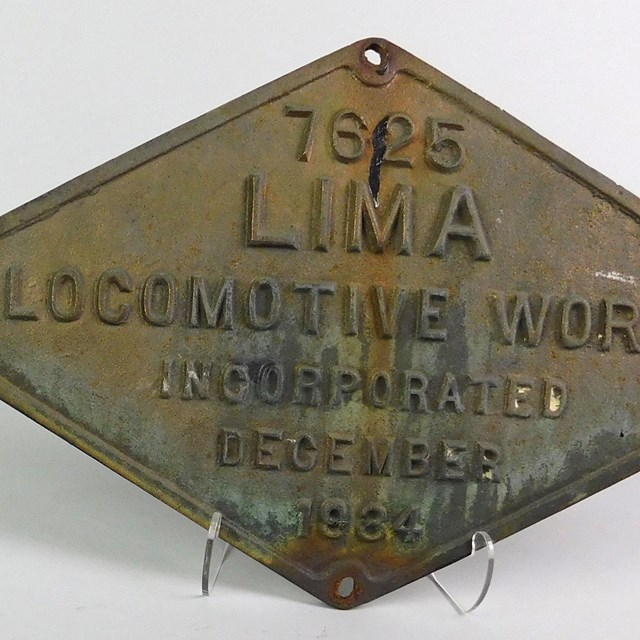 7625
LIMA
LOCOMOTIVE WOR
INCORPORATED
DECEMBER
1934